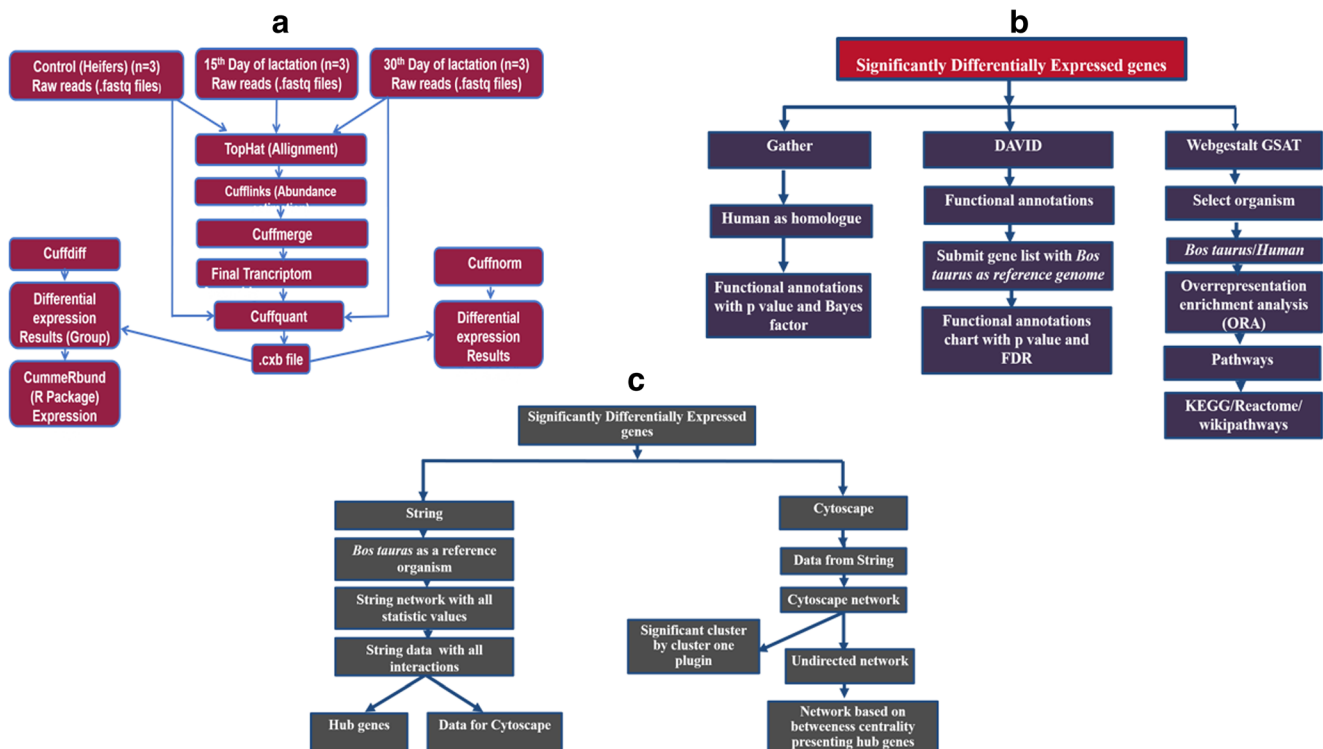 a
Control (Heifers) (n=3)
Raw reads (.fastq files)
15th Day of lactation (n=3)
Raw reads (.fastq files)
30th Day of lactation (n=3)
Raw reads (.fastq files)
TopHat (Allignment)
Cufflinks (Abundance
Cuffmerge
Final Trancriptom
Cuffquant
.cxb file
Cuffdiff
Differential
expression
Results (Group)
CummeRbund
(R Package)
Expression
Cuffnorm
Differential
expression
Results
b
Significantly Differentially Expressed genes
Gather
Human as homologue
Functional annotations
with p value and Bayes
factor
DAVID
Functional annotations
Submit gene list with Bos
taurus as reference genome
Functional annotations
chart with p value and
FDR
Webgestalt GSAT
Select organism
Bos taurus/Human
Overrepresentation
enrichment analysis
(ORA)
Pathways
KEGG/Reactome/
wikipathways
c
Significantly Differentially Expressed
genes
String
Bos tauras as a reference
organism
String network with all
statistic values
String data with all
interactions
Hub genes
Data for Cytoscape
Cytoscape
Data from String
Cytoscape network
Significant cluster
by cluster one
plugin
Undirected network
Network based on
betweeness centrality
presenting hub genes